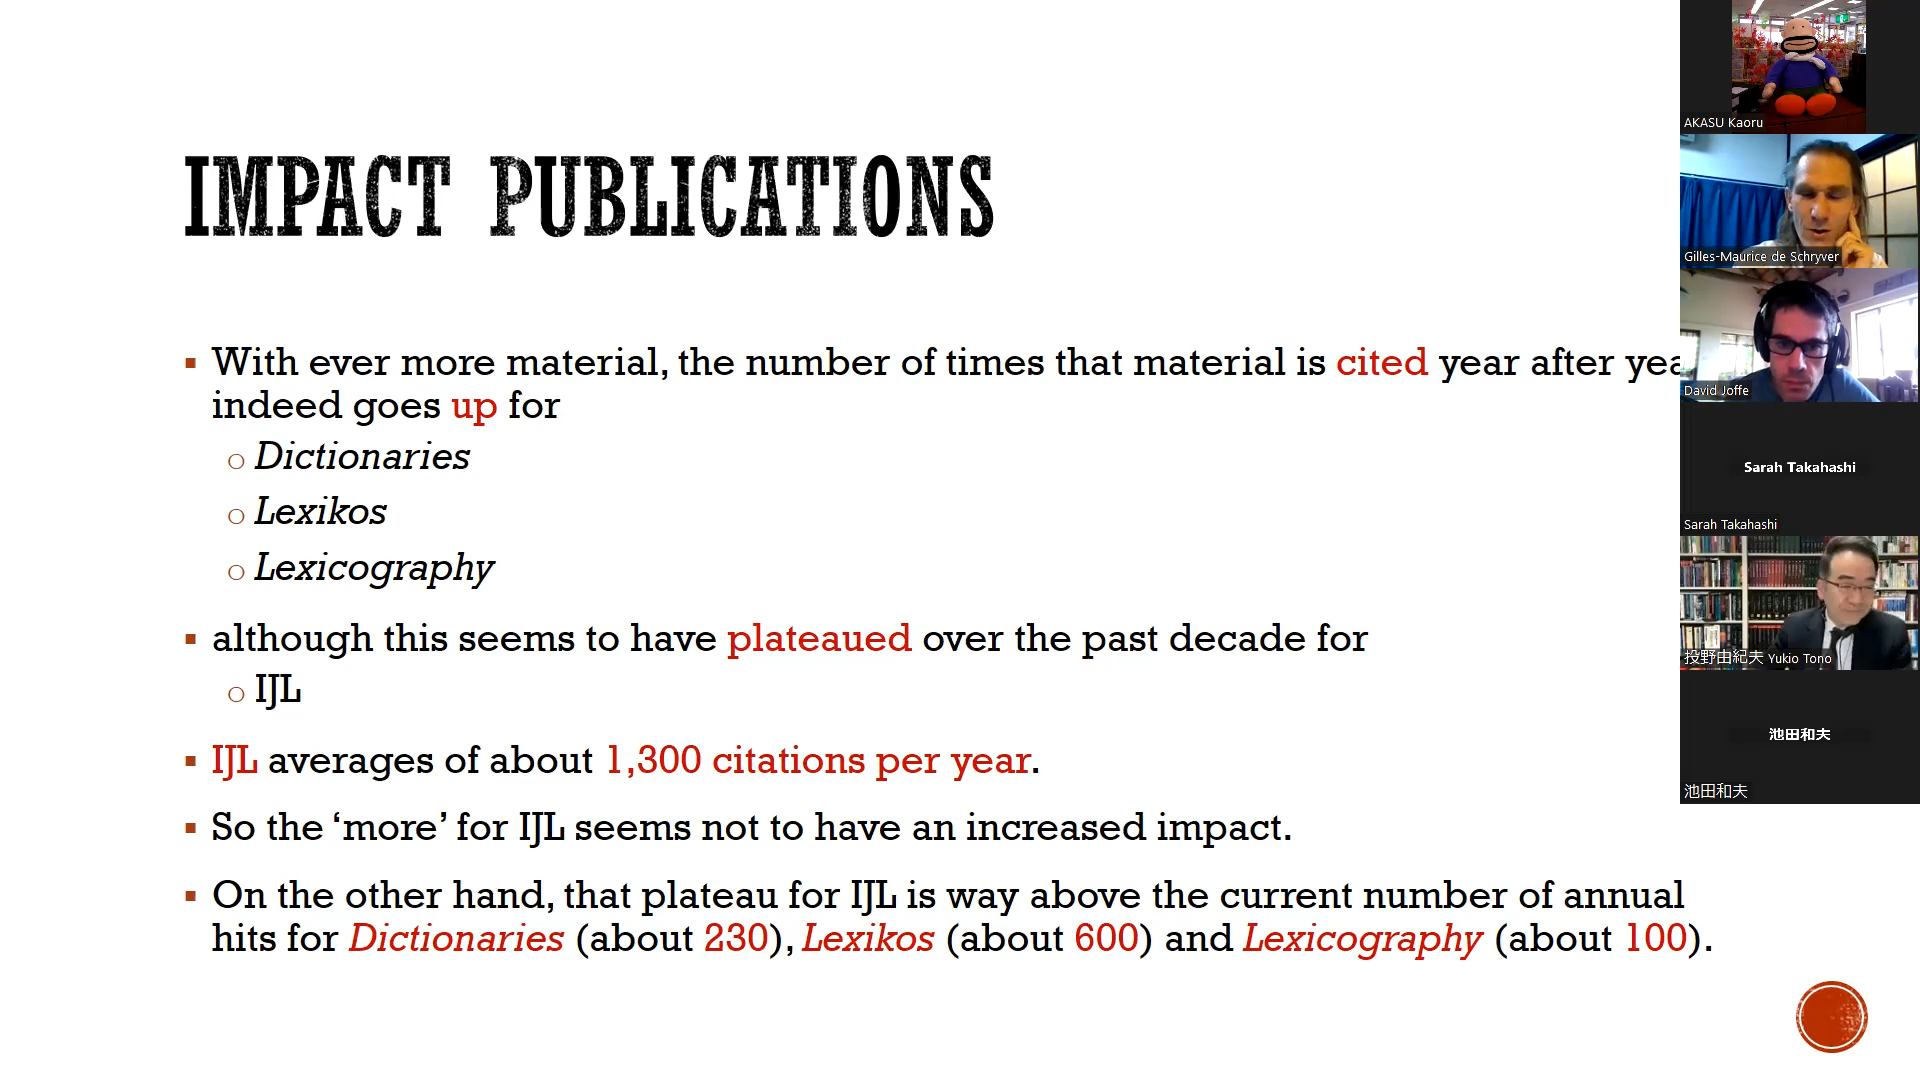 IMPACT PUBLICATIONS
With ever more material, the number of times that material is cited year after yea
indeed goes up for
Dictionaries
Lexikos
Lexicography
although this seems to have plateaued over the past decade for
IJL
IJL averages of about 1,300 citations per year.
So the ‘more’ for IJL seems not to have an increased impact.
On the other hand, that plateau for IJL is way above the current number of annual
hits for Dictionaries (about 230), Lexikos (about 600) and Lexicography (about 100).
AKASU Kaoru
Gilles-Maurice de Schryver
David Joffe
Sarah Takahashi
Sarah Takahashi
投野由紀夫 Yukio Tono
池田和夫
池田和夫